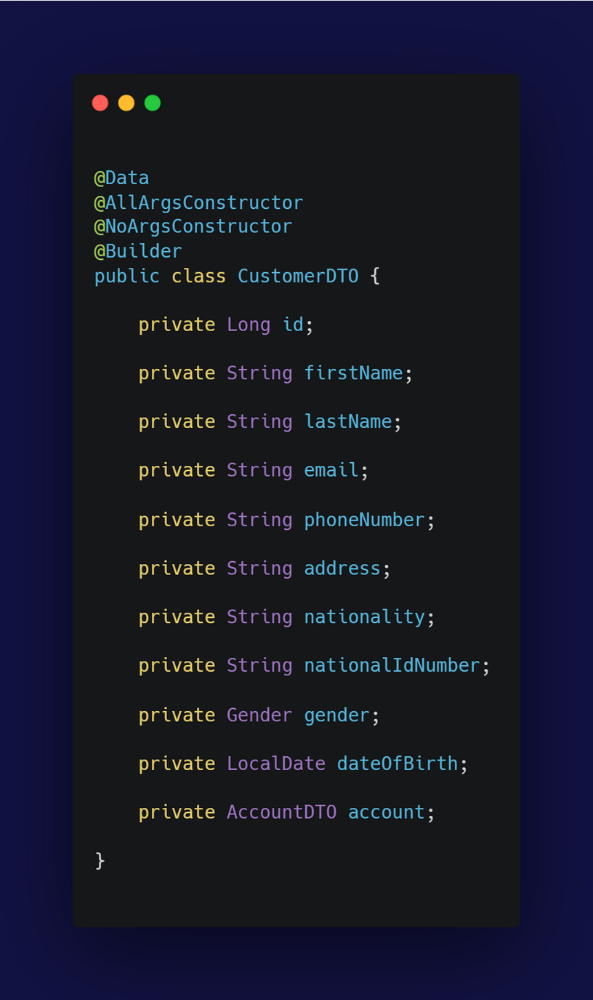 @Data
@AllArgsConstructor
@NoArgsConstructor
@Builder
public class CustomerDTO {
private Long id;
private String firstName;
private String lastName;
private String email;
private String phoneNumber;
private String address;
private String nationality;
private String nationalIdNumber;
private Gender gender;
private LocalDate dateOfBirth;
private AccountDTO account;
}